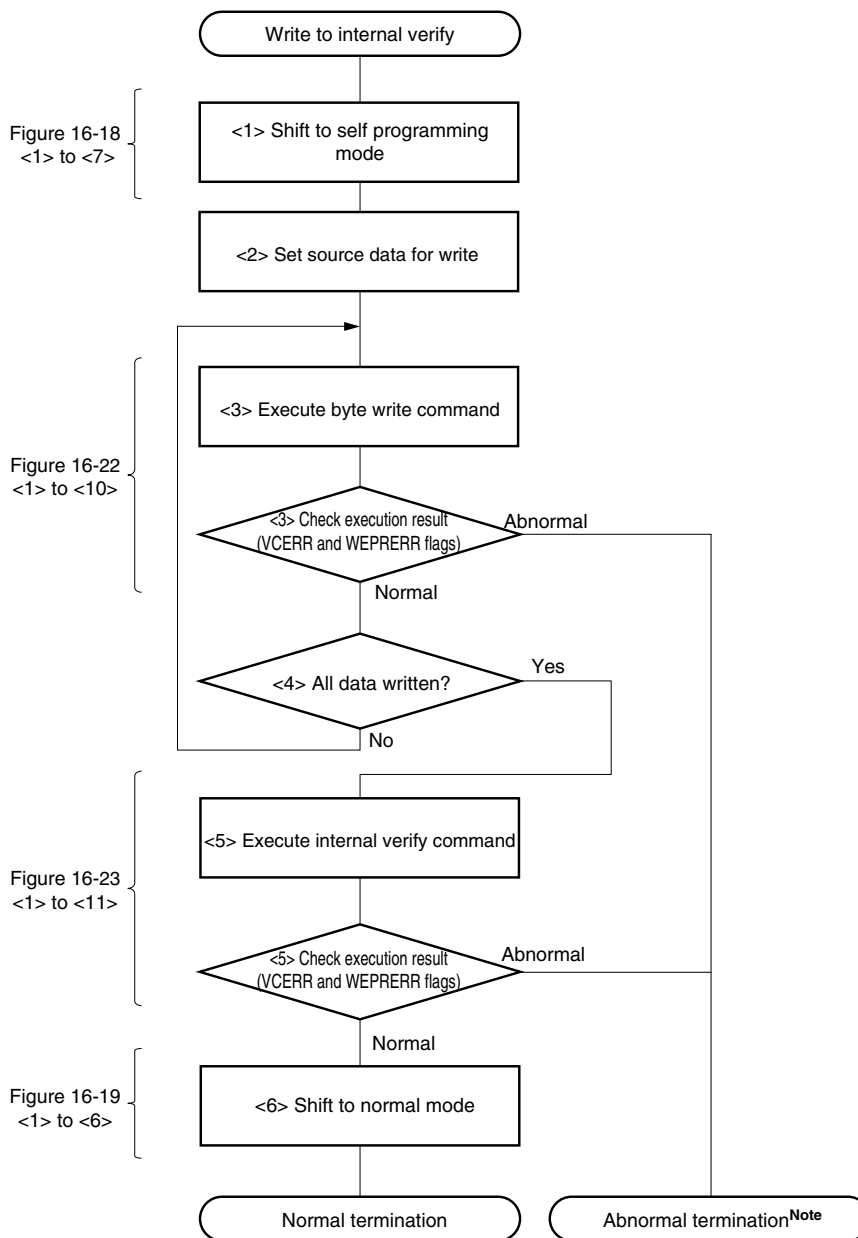 Write to internal verify
Figure 16-18
<1> to <7>
<1> Shift to self programming
mode
<2> Set source data for write
Figure 16-22
<1> to <10>
<3> Execute byte write command
<3> Check execution result
(VCERR and WEPRERR flags)
Abnormal
Normal
<4> All data written?
Yes
No
Figure 16-23
<1> to <11>
<5> Execute internal verify command
<5> Check execution result
(VCERR and WEPRERR flags)
Abnormal
Normal
Figure 16-19
<1> to <6>
<6> Shift to normal mode
Normal termination
Abnormal terminationNote